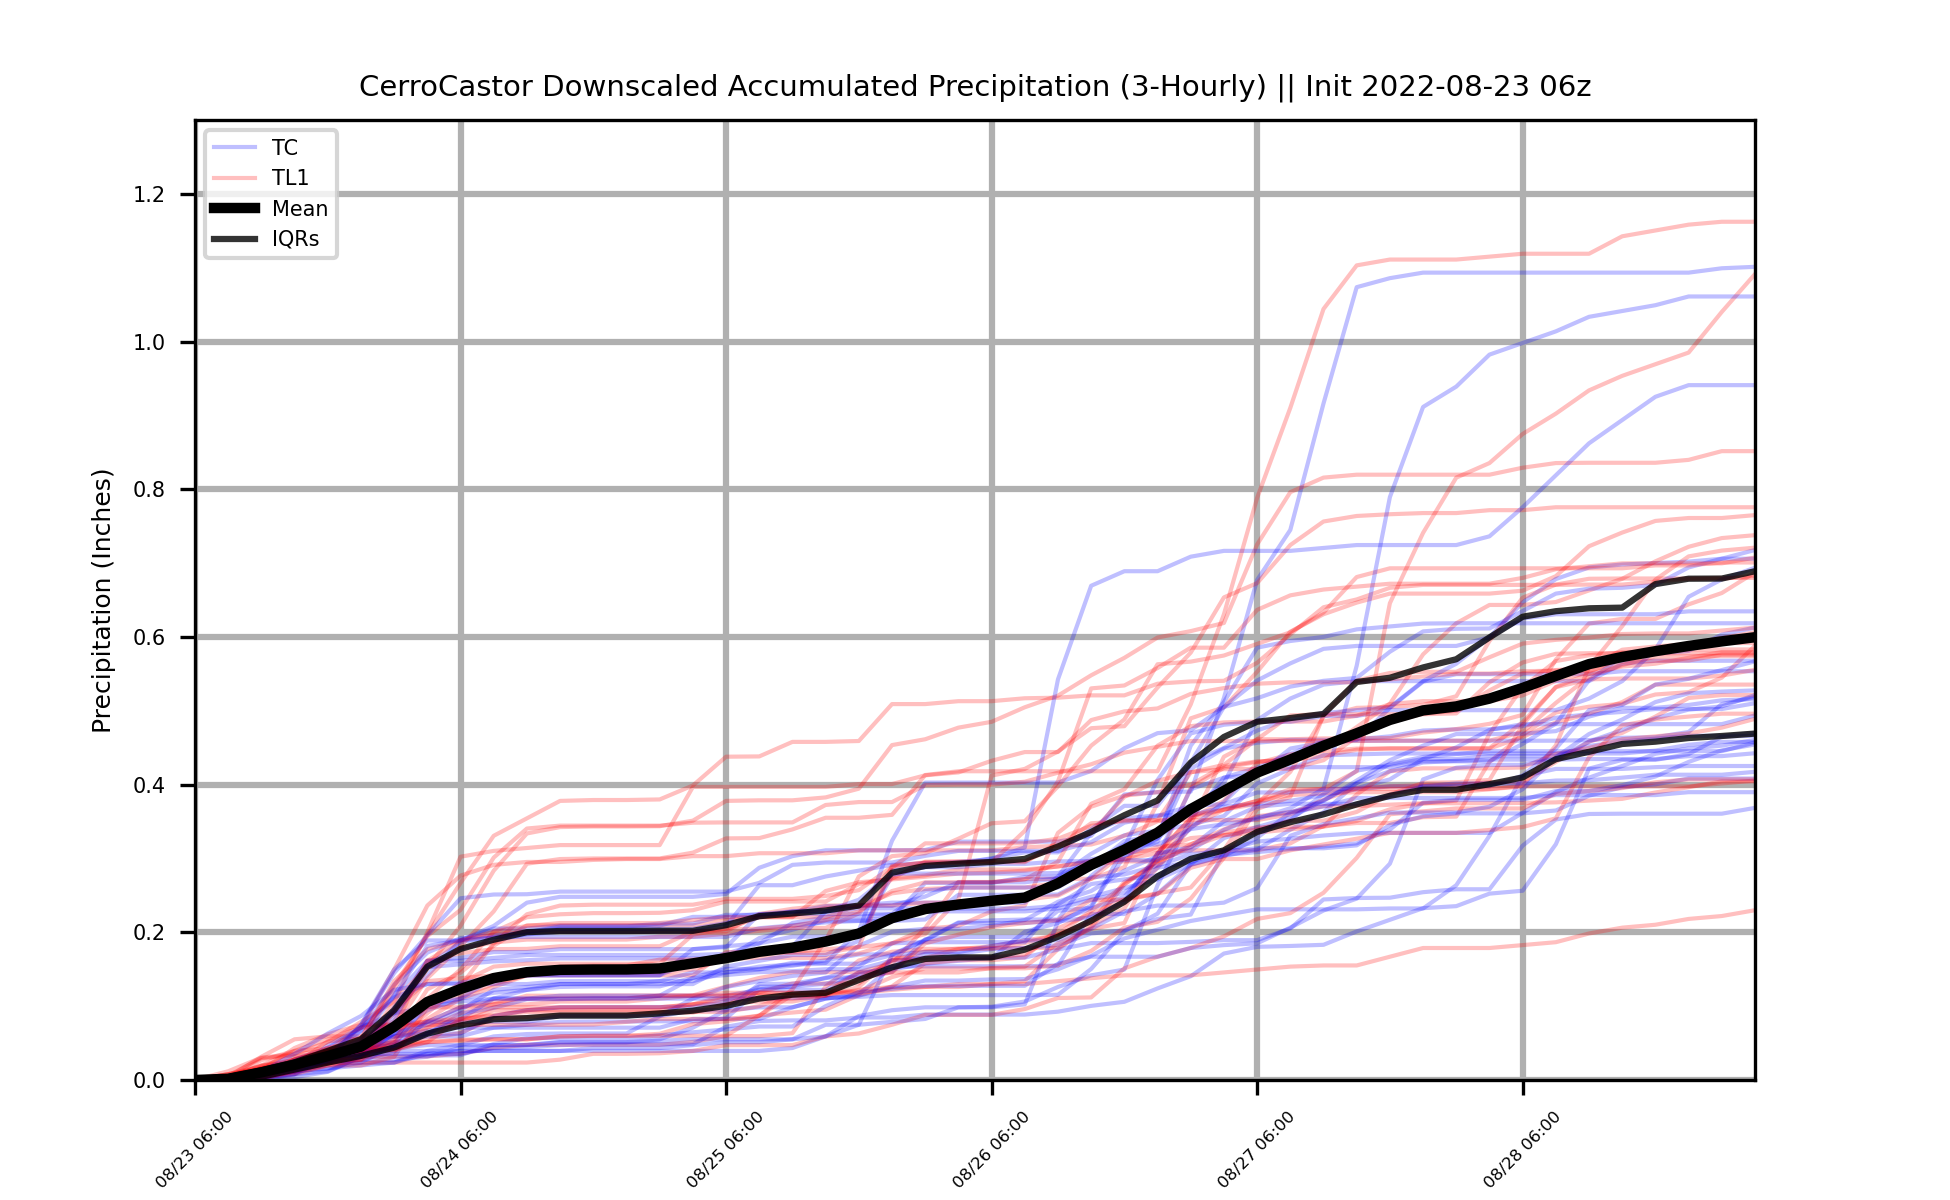 CerroCastor Downscaled Accumulated Precipitation (3-Hourly) || Init 2022-08-23 06z
TC
TL1
Mean
IQRs
Precipitation (Inches)
1.2
1.0
0.8
0.6
0.4
0.2
0.0
08/23 06:00
08/24 06:00
08/25 06:00
08/26 06:00
08/27 06:00
08/28 06:00